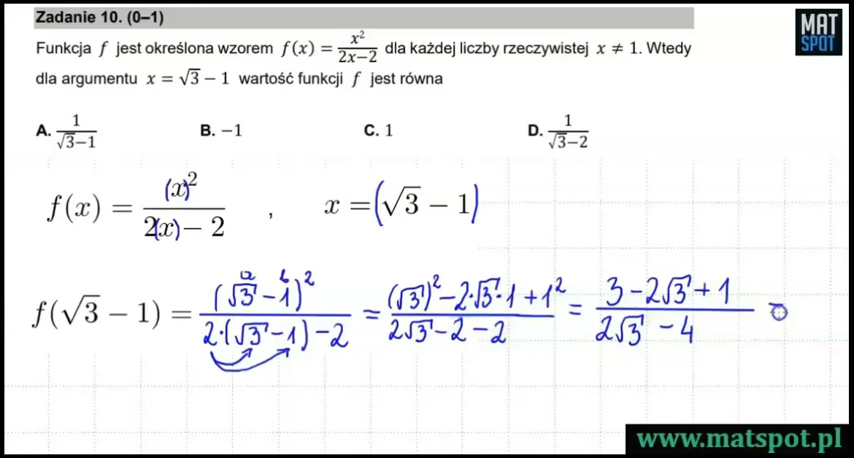 Zadanie 10. (0–1)
MAT
SPOT
Funkcja f jest określona wzorem f(x) = x²/(2x−2) dla każdej liczby rzeczywistej x ≠ 1. Wtedy
dla argumentu x = √3 − 1 wartość funkcji f jest równa
A. 1/(√3−1) B. −1 C. 1 D. 1/(√3−2)
f(x) = (x)²/(2(x) − 2) , x = (√3 − 1)
f(√3 − 1) = (√3 − 1)²/(2·(√3 − 1) − 2) = ((√3)² − 2·√3·1 + 1²)/(2√3 − 2 − 2) = (3 − 2√3 + 1)/(2√3 − 4) =
a b
www.matspot.pl